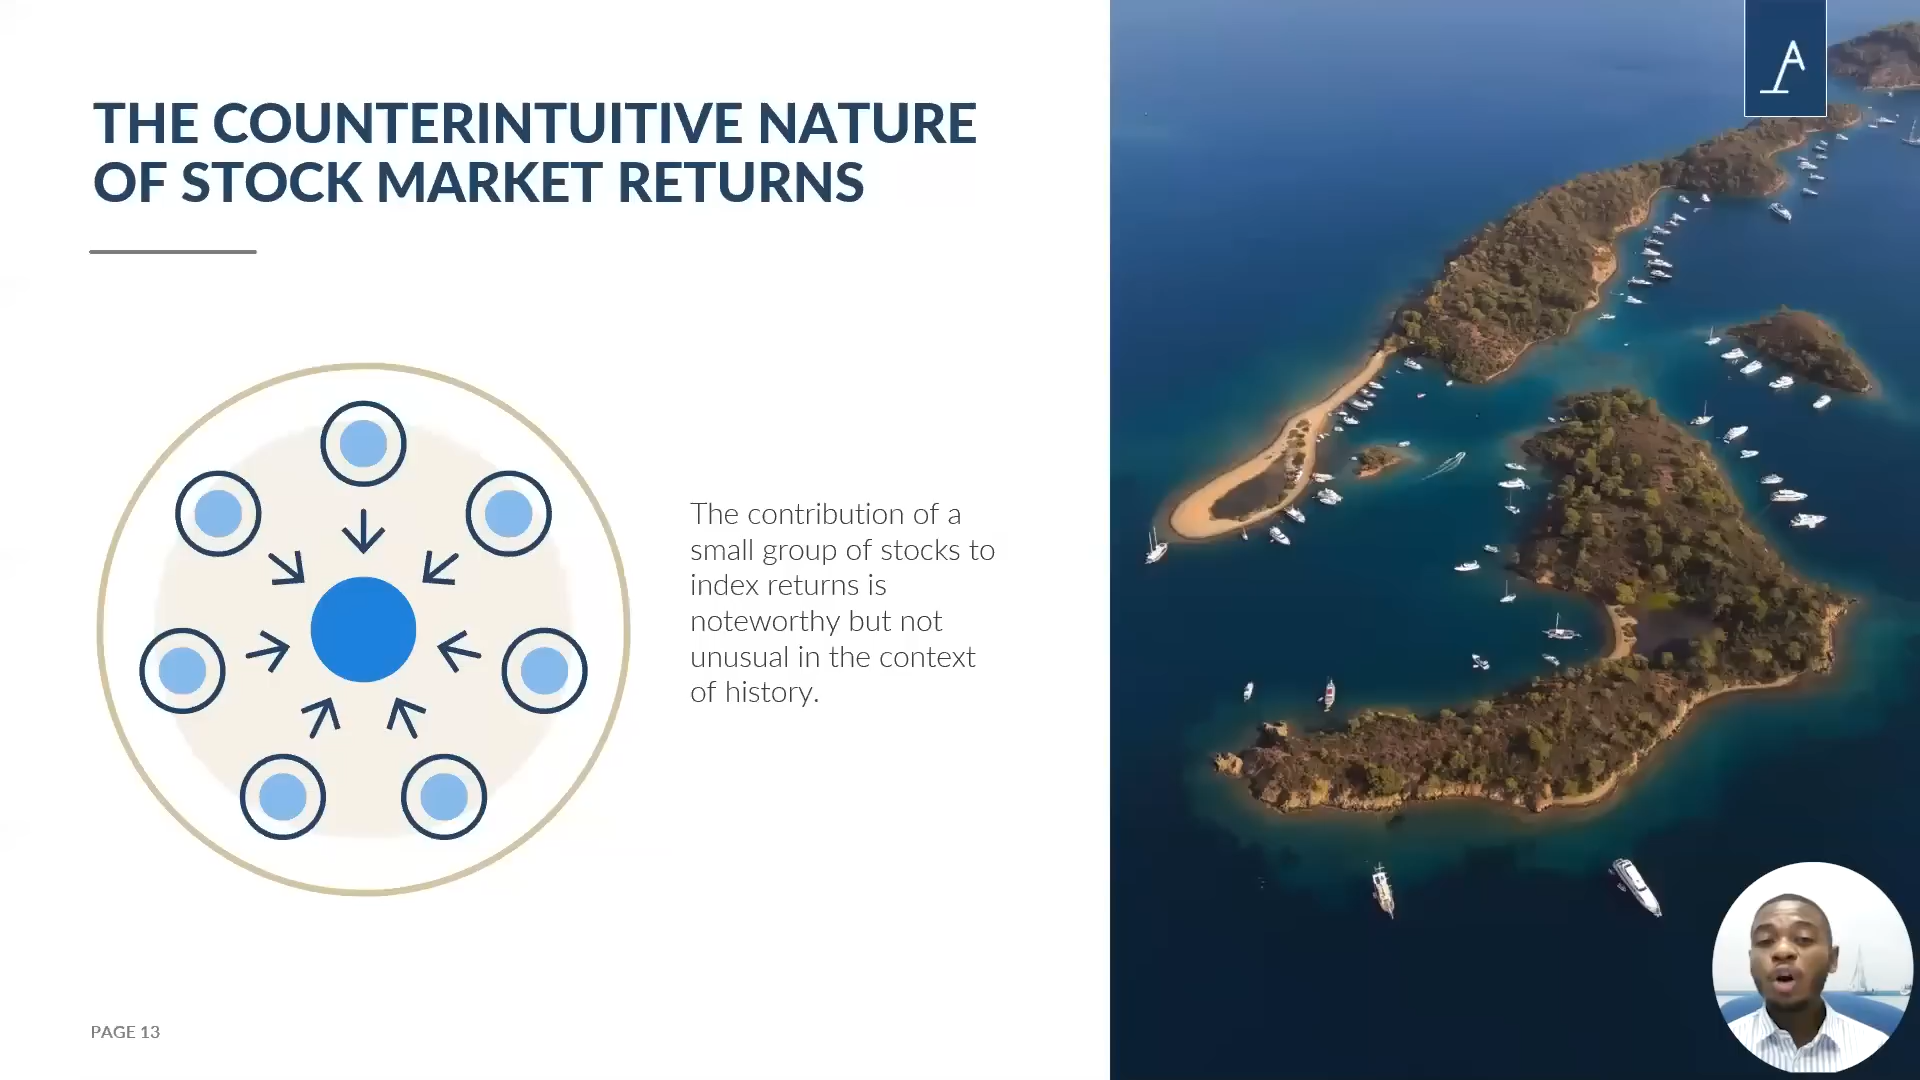 THE COUNTERINTUITIVE NATURE
OF STOCK MARKET RETURNS
The contribution of a
small group of stocks to
index returns is
noteworthy but not
unusual in the context
of history.
PAGE 13
A